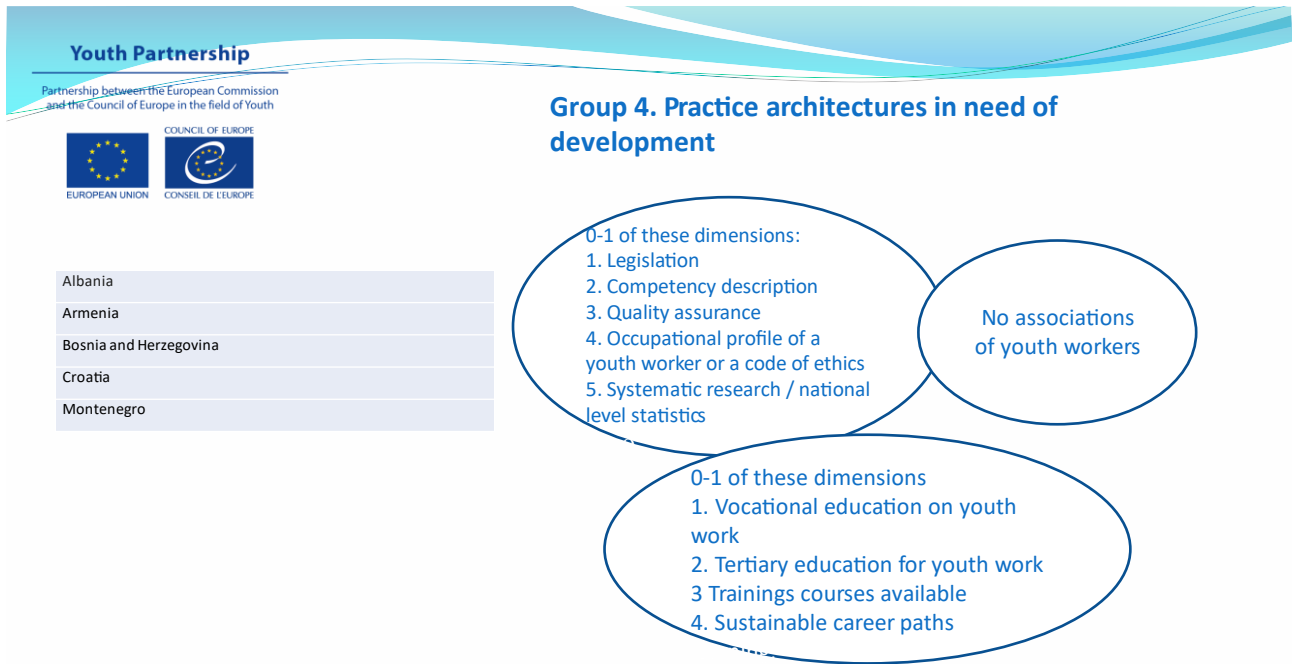 Youth Partnership
Partnership between the European Commission
and the Council of Europe in the field of Youth
COUNCIL OF EUROPE
EUROPEAN UNION
CONSEIL DE L'EUROPE
Group 4. Practice architectures in need of
development
Albania
Armenia
Bosnia and Herzegovina
Croatia
Montenegro
0-1 of these dimensions:
1. Legislation
2. Competency description
3. Quality assurance
4. Occupational profile of a
youth worker or a code of ethics
5. Systematic research / national
level statistics
No associations
of youth workers
0-1 of these dimensions
1. Vocational education on youth
work
2. Tertiary education for youth work
3 Trainings courses available
4. Sustainable career paths